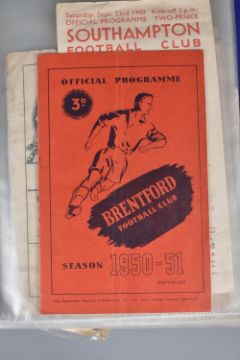 Saturday, Sept. 23rd 1950 Kick-off 3 p.m.
OFFICIAL PROGRAMME TWO-PENCE
SOUTHAMPTON
FOOTBALL CLUB
OFFICIAL PROGRAMME
3D
BRENTFORD
FOOTBALL CLUB
SEASON 1950-51
COPYRIGHT